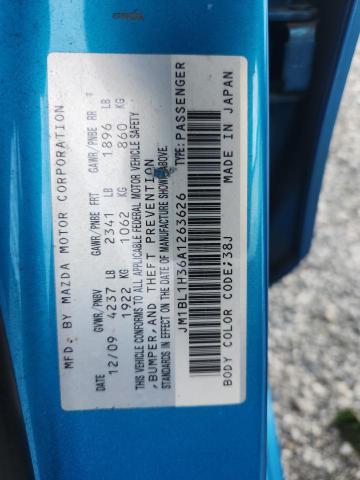 MFG. BY MAZDA MOTOR CORPORATION
DATE GVWR/PNBV GAWR/PNBE FRT GAWR/PNBE RR
12/09 4237 LB 2341 LB 1896 LB
1922 KG 1062 KG 860 KG
THIS VEHICLE CONFORMS TO ALL APPLICABLE FEDERAL MOTOR VEHICLE SAFETY
, BUMPER, AND THEFT PREVENTION
STANDARDS IN EFFECT ON THE DATE OF MANUFACTURE SHOWN ABOVE.
JM1BL1H36A1263626 TYPE: PASSENGER
BODY COLOR CODE: 38J MADE IN JAPAN